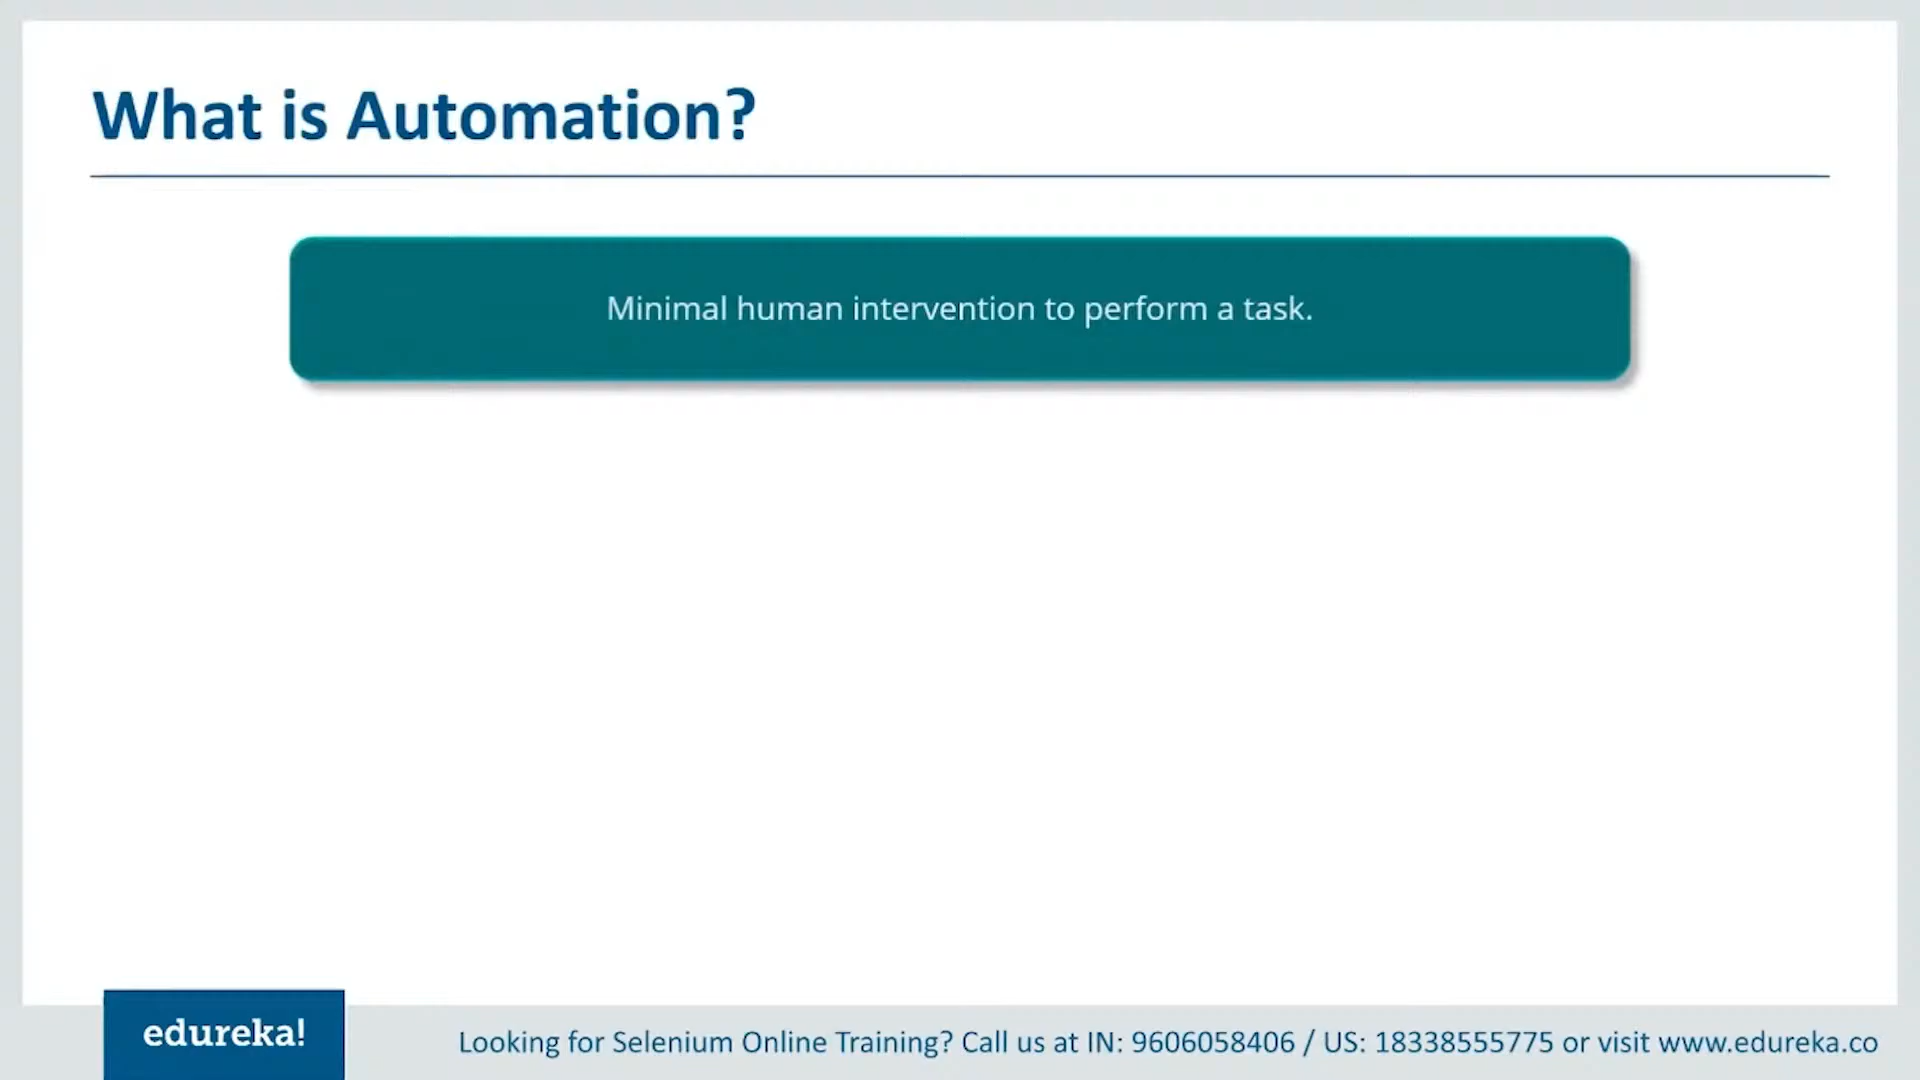 What is Automation?
Minimal human intervention to perform a task.
edureka!
Looking for Selenium Online Training? Call us at IN: 9606058406 / US: 18338555775 or visit www.edureka.co